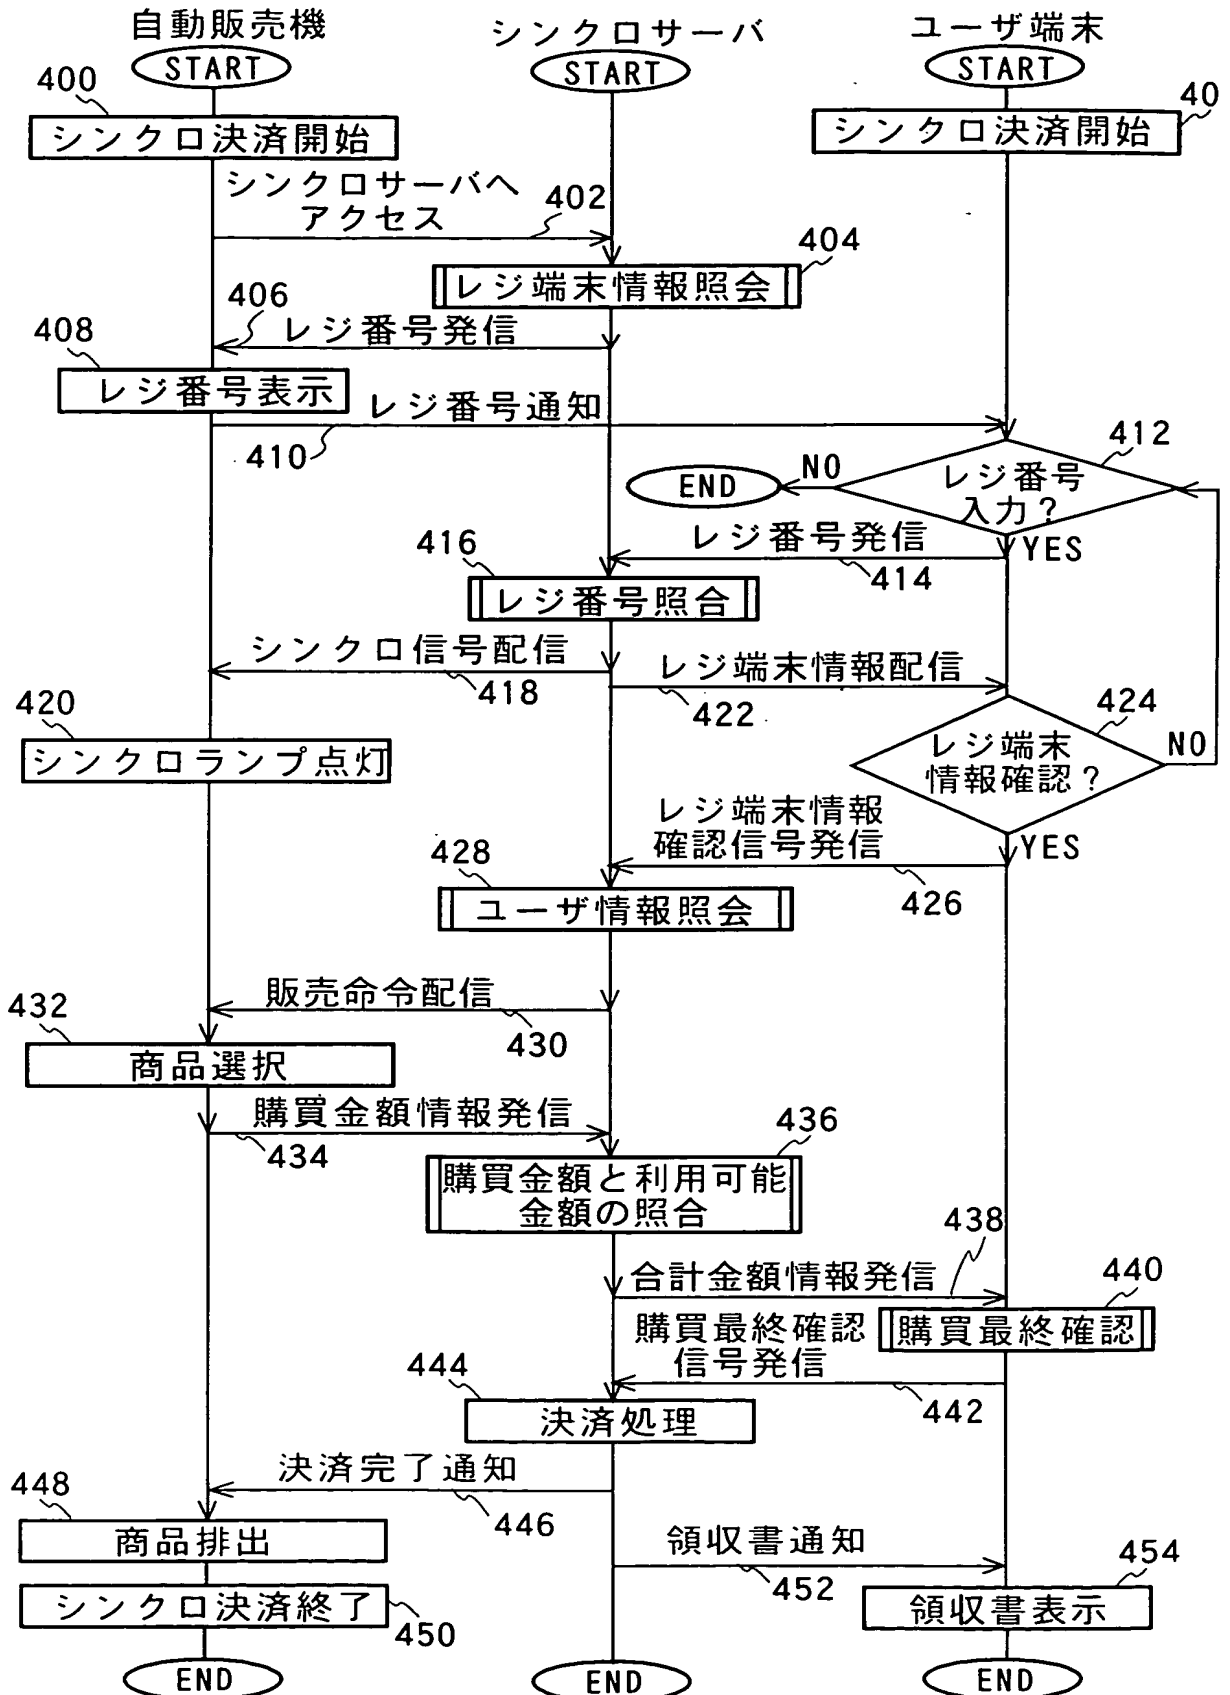 自動販売機
シンクロサーバ
ユーザ端末
START
START
START
400
シンクロ決済開始
40
シンクロ決済開始
シンクロサーバへ
アクセス
402
404
レジ端末情報照会
406
レジ番号発信
408
レジ番号表示
レジ番号通知
410
412
レジ番号
入力?
NO
END
YES
レジ番号発信
414
416
レジ番号照合
シンクロ信号配信
418
レジ端末情報配信
422
420
シンクロランプ点灯
424
レジ端末
情報確認?
NO
YES
レジ端末情報
確認信号発信
426
428
ユーザ情報照会
販売命令配信
430
432
商品選択
購買金額情報発信
434
436
購買金額と利用可能
金額の照合
438
合計金額情報発信
440
購買最終確認
購買最終確認
信号発信
442
444
決済処理
決済完了通知
446
448
商品排出
領収書通知
452
454
領収書表示
シンクロ決済終了
450
END
END
END